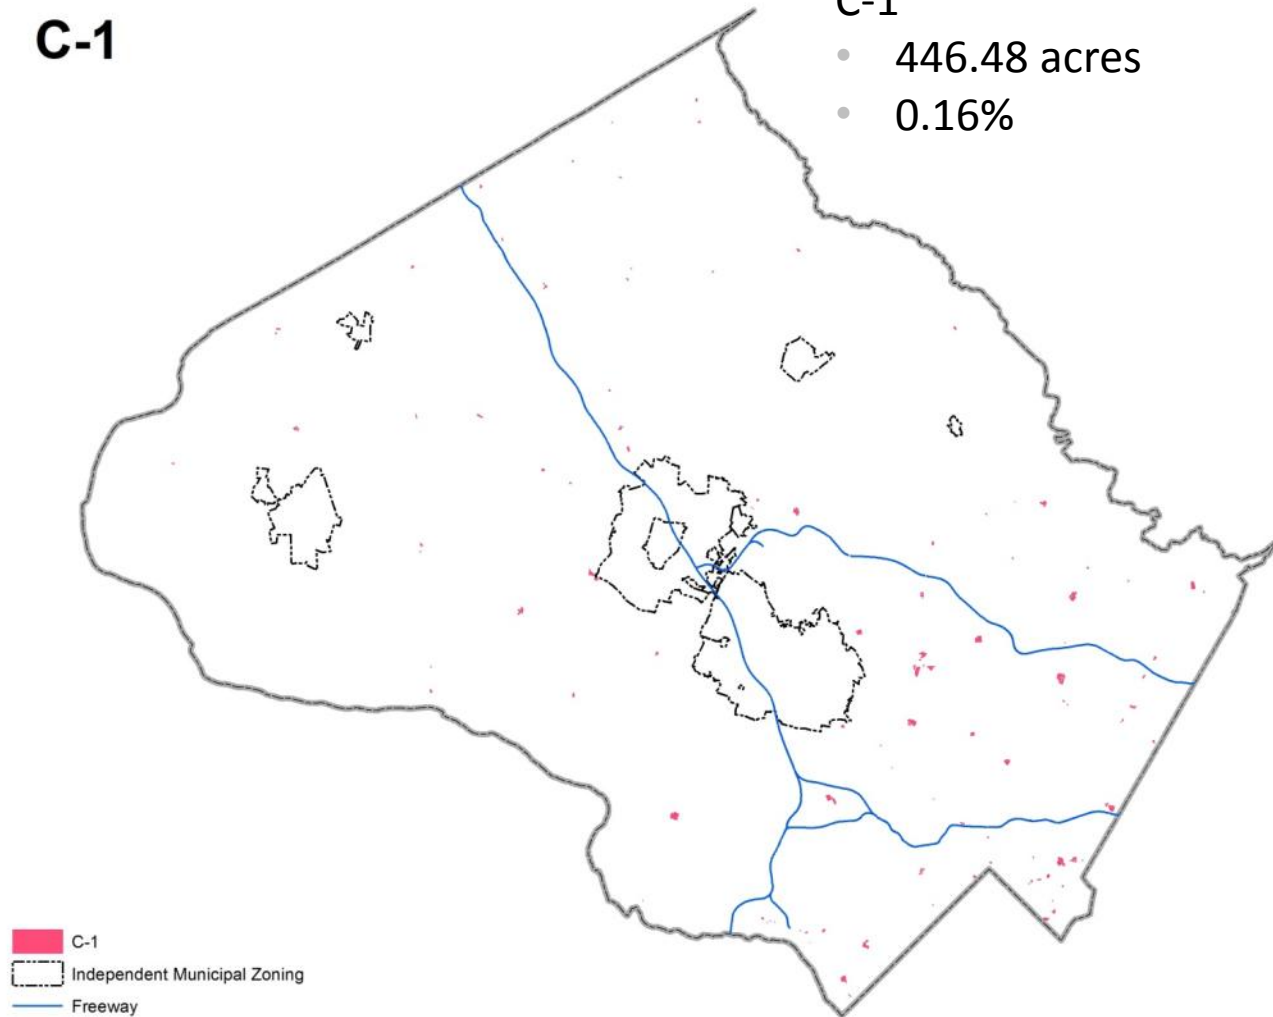 C-1
C-1
• 446.48 acres
• 0.16%
C-1
Independent Municipal Zoning
Freeway